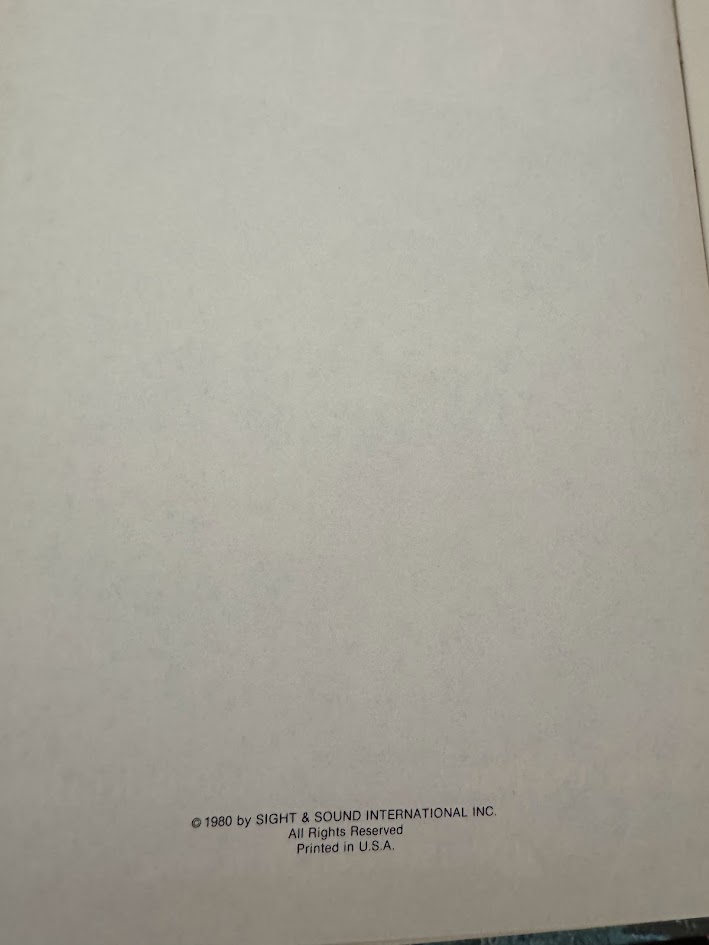 © 1980 by SIGHT & SOUND INTERNATIONAL INC.
All Rights Reserved
Printed in U.S.A.